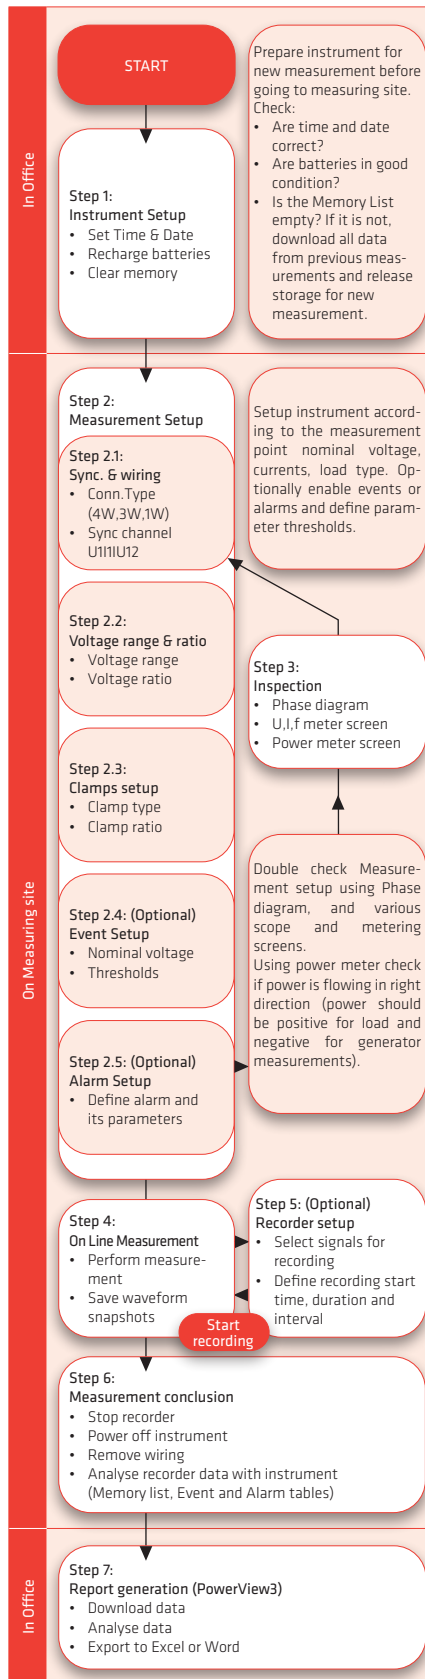 In Office
START
Prepare instrument for
new measurement before
going to measuring site.
Check:
• Are time and date
correct?
• Are batteries in good
condition?
• Is the Memory List
empty? If it is not,
download all data
from previous meas-
urements and release
storage for new
measurement.
Step 1:
Instrument Setup
• Set Time & Date
• Recharge batteries
• Clear memory
On Measuring site
Step 2:
Measurement Setup
Step 2.1:
Sync. & wiring
• Conn.Type
(4W,3W,1W)
• Sync channel
U1I1IU12
Setup instrument accord-
ing to the measurement
point nominal voltage,
currents, load type. Op-
tionally enable events or
alarms and define param-
eter thresholds.
Step 2.2:
Voltage range & ratio
• Voltage range
• Voltage ratio
Step 3:
Inspection
• Phase diagram
• U,I,f meter screen
• Power meter screen
Step 2.3:
Clamps setup
• Clamp type
• Clamp ratio
Double check Measure-
ment setup using Phase
diagram, and various
scope and metering
screens.
Using power meter check
if power is flowing in right
direction (power should
be positive for load and
negative for generator
measurements).
Step 2.4: (Optional)
Event Setup
• Nominal voltage
• Thresholds
Step 2.5: (Optional)
Alarm Setup
• Define alarm and
its parameters
Step 4:
On Line Measurement
• Perform measure-
ment
• Save waveform
snapshots
Step 5: (Optional)
Recorder setup
• Select signals for
recording
• Define recording start
time, duration and
interval
Start
recording
Step 6:
Measurement conclusion
• Stop recorder
• Power off instrument
• Remove wiring
• Analyse recorder data with instrument
(Memory list, Event and Alarm tables)
In Office
Step 7:
Report generation (PowerView3)
• Download data
• Analyse data
• Export to Excel or Word